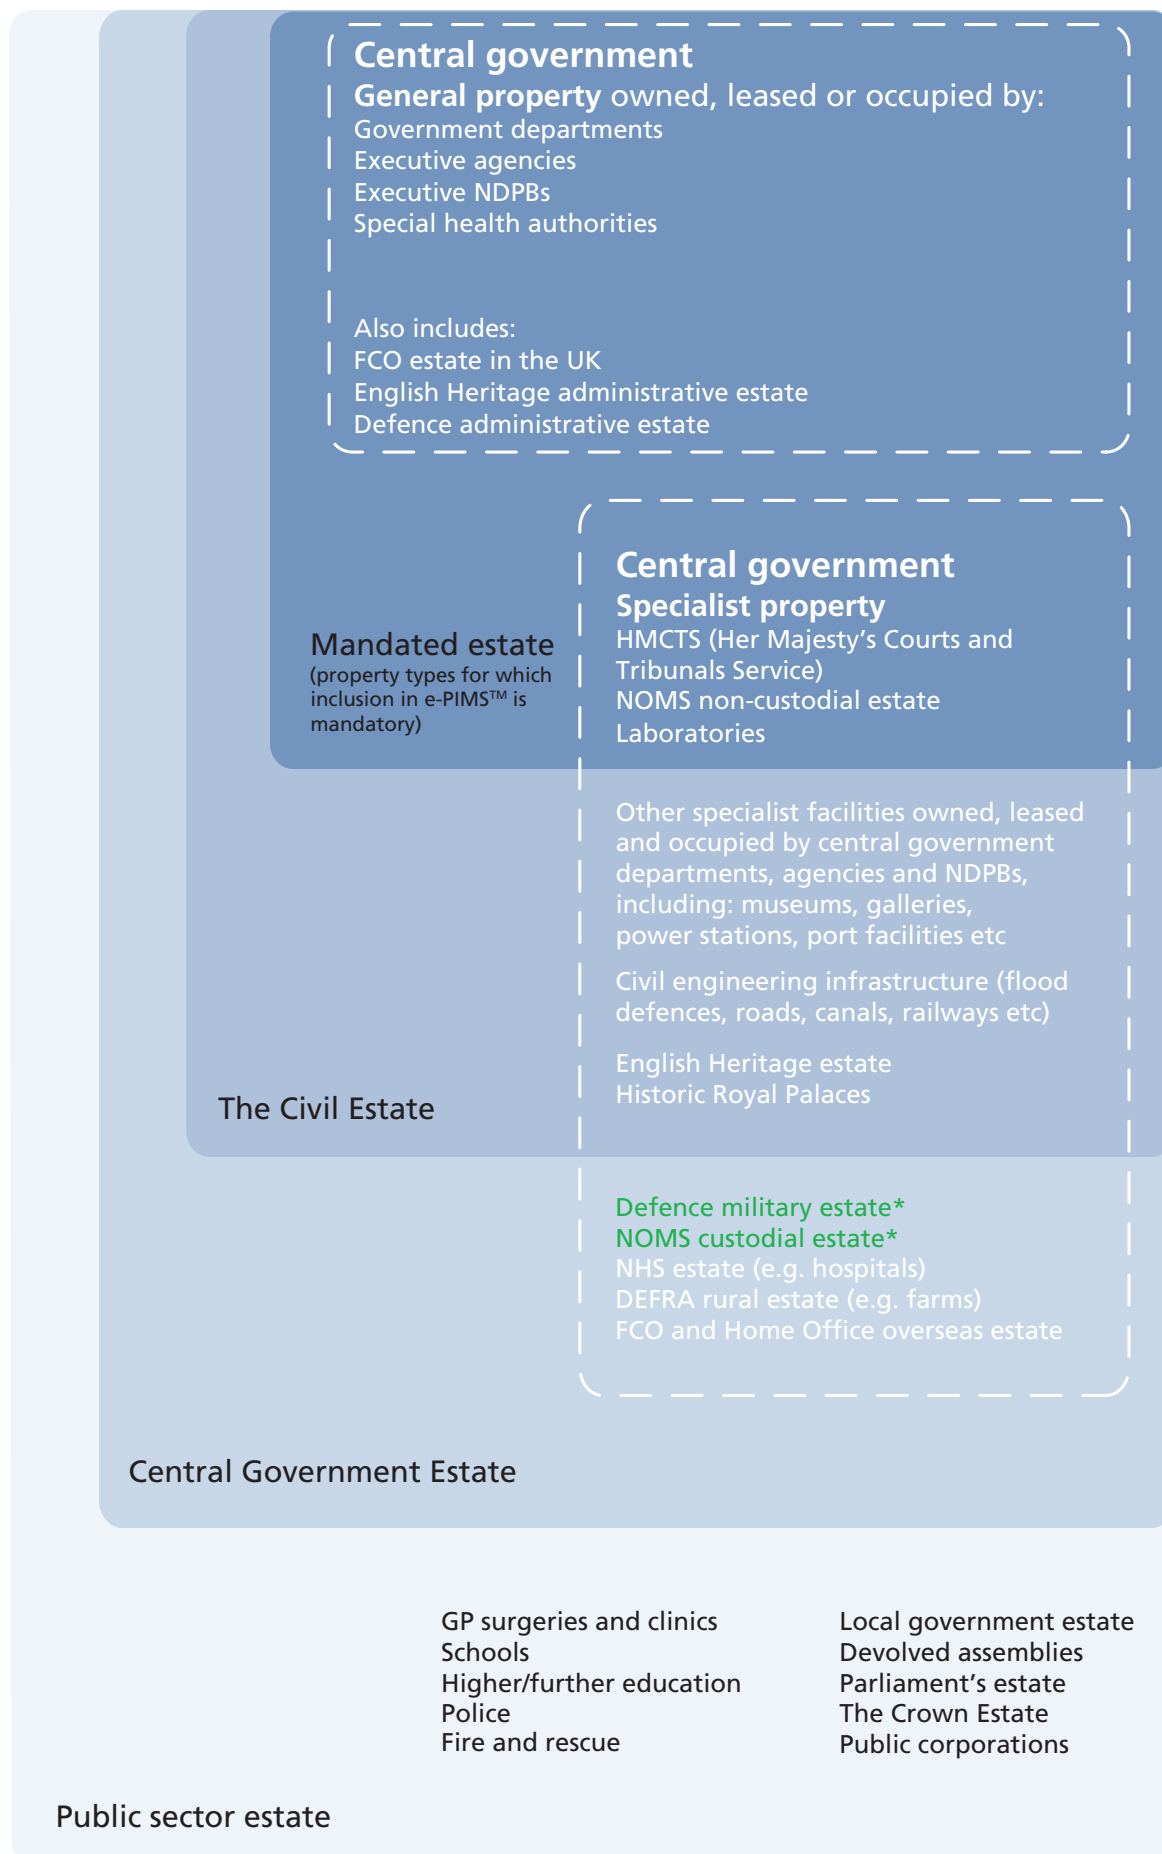 Central government
General property owned, leased or occupied by:
Government departments
Executive agencies
Executive NDPBs
Special health authorities
Also includes:
FCO estate in the UK
English Heritage administrative estate
Defence administrative estate
Central government
Specialist property
HMCTS (Her Majesty’s Courts and
Tribunals Service)
NOMS non-custodial estate
Laboratories
Mandated estate
(property types for which
inclusion in e-PIMS™ is
mandatory)
Other specialist facilities owned, leased
and occupied by central government
departments, agencies and NDPBs,
including: museums, galleries,
power stations, port facilities etc
Civil engineering infrastructure (flood
defences, roads, canals, railways etc)
English Heritage estate
Historic Royal Palaces
The Civil Estate
Defence military estate*
NOMS custodial estate*
NHS estate (e.g. hospitals)
DEFRA rural estate (e.g. farms)
FCO and Home Office overseas estate
Central Government Estate
GP surgeries and clinics
Schools
Higher/further education
Police
Fire and rescue
Local government estate
Devolved assemblies
Parliament’s estate
The Crown Estate
Public corporations
Public sector estate